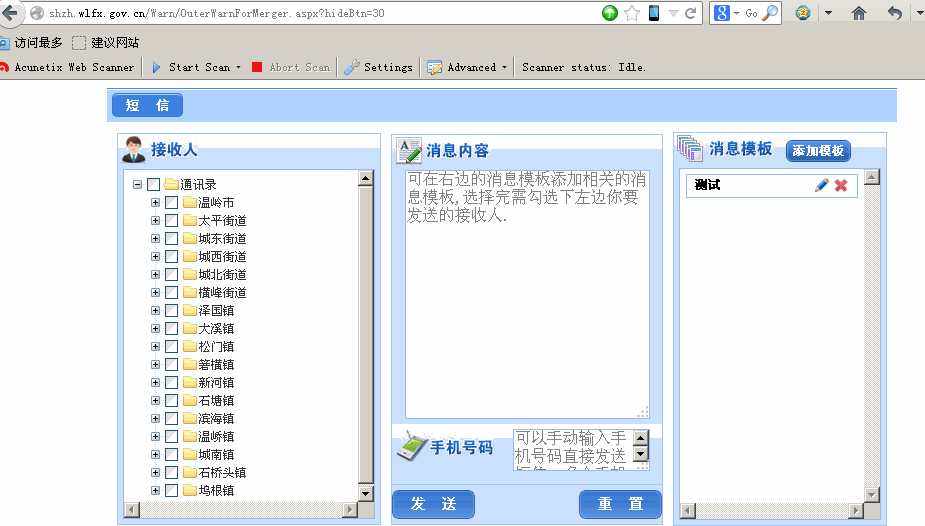 shzh.wlfx.gov.cn/Warn/OuterWarnForMerger.aspx?hideBtn=30
Go
访问最多 建议网站
Acunetix Web Scanner Start Scan Abort Scan Settings Advanced Scanner status: Idle.
短 信
接收人
通讯录
温岭市
太平街道
城东街道
城西街道
城北街道
横峰街道
泽国镇
大溪镇
松门镇
箬横镇
新河镇
石塘镇
滨海镇
温峤镇
城南镇
石桥头镇
坞根镇
消息内容
可在右边的消息模板添加相关的消
息模板,选择完需勾选下左边你要
发送的接收人.
手机号码
可以手动输入手
机号码直接发送
发 送
重 置
消息模板
添加模板
测试